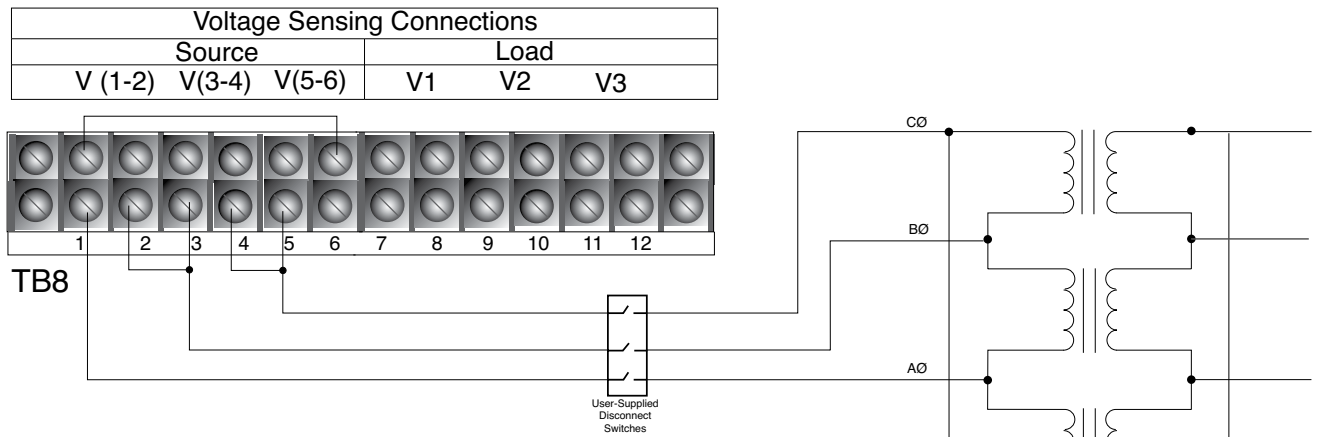 Voltage Sensing Connections
Source Load
V (1-2) V(3-4) V(5-6) V1 V2 V3
CØ
1 2 3 4 5 6 7 8 9 10 11 12
BØ
TB8
AØ
User-Supplied
Disconnect
Switches